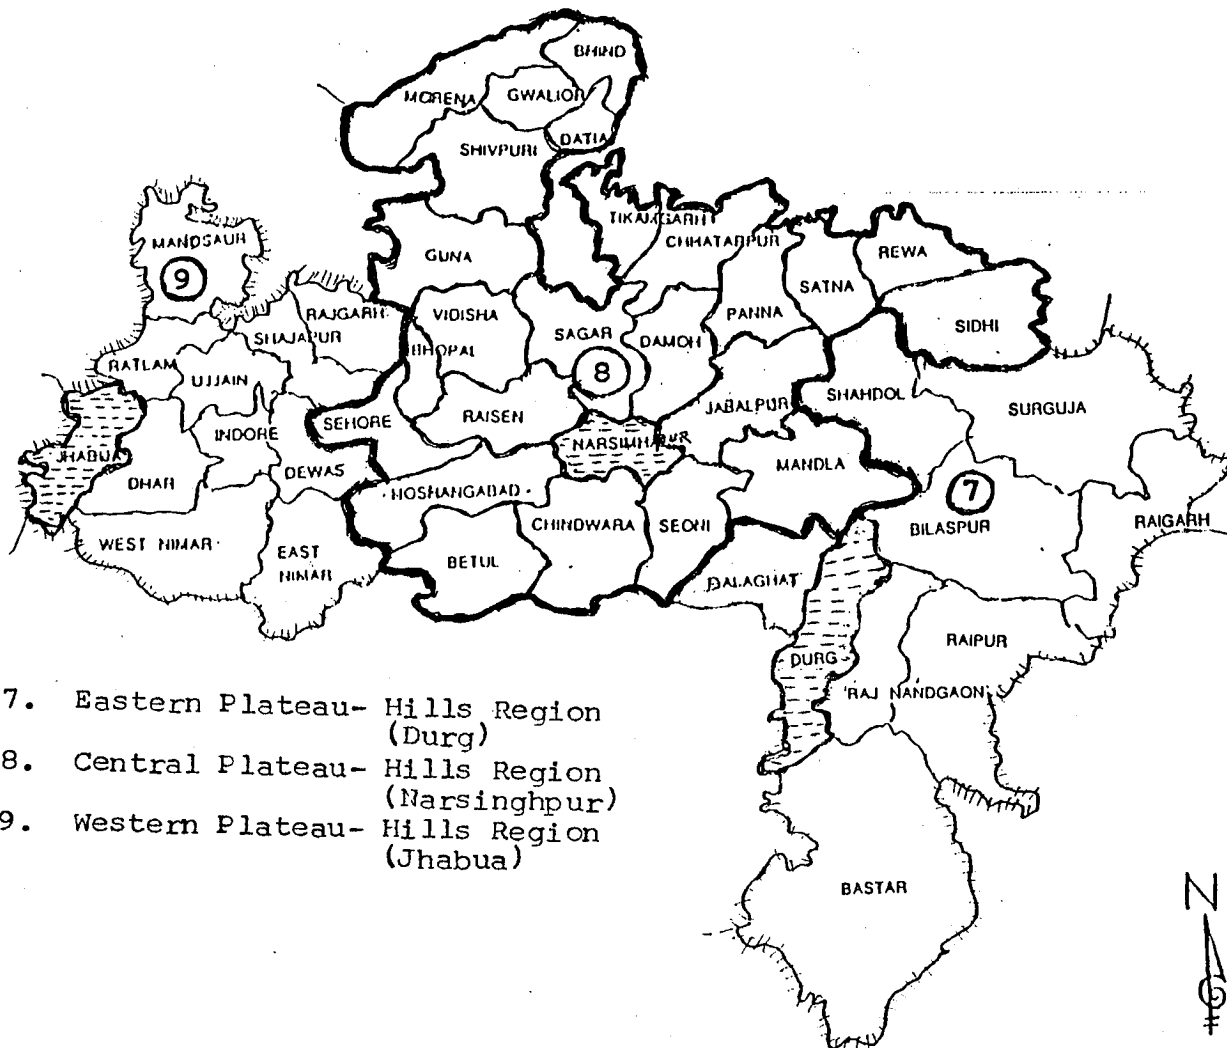 BHIND
MORENA
GWALIOR
DATIA
SHIVPURI
TIKAMGARH
CHHATARPUR
MANDSAUR
REWA
GUNA
9
SATNA
RAJGARH
VIDISHA
PANNA
SIDHI
SHAJAPUR
SAGAR
DAMOH
BHOPAL
RATLAM
UJJAIN
8
SHAHDOL
JABALPUR
SURGUJA
RAISEN
SEHORE
INDORE
NARSIMHAPUR
JHABUA
MANDLA
DEWAS
DHAR
HOSHANGABAD
7
CHINDWARA
SEONI
BILASPUR
RAIGARH
WEST NIMAR
EAST
NIMAR
BETUL
BALAGHAT
RAIPUR
DURG
RAJ NANDGAON
7. Eastern Plateau- Hills Region
(Durg)
8. Central Plateau- Hills Region
(Narsinghpur)
9. Western Plateau- Hills Region
(Jhabua)
BASTAR
N